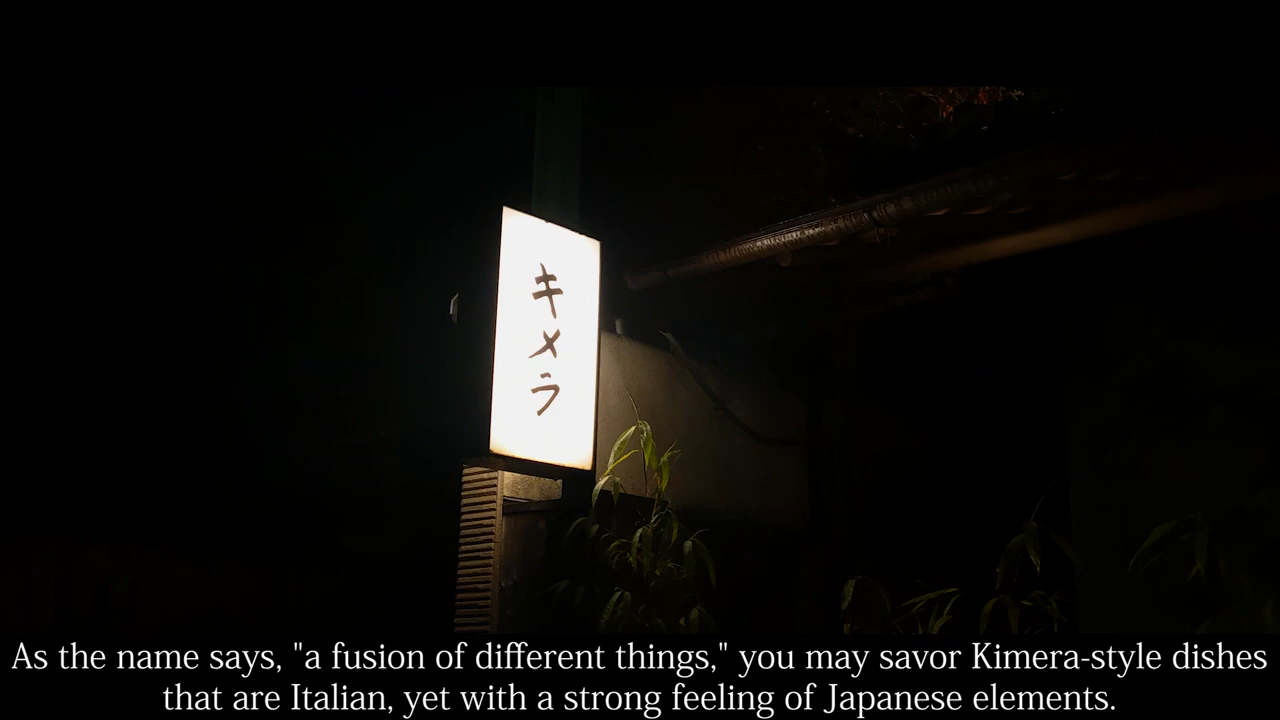 キメラ
As the name says, "a fusion of different things," you may savor Kimera-style dishes
that are Italian, yet with a strong feeling of Japanese elements.